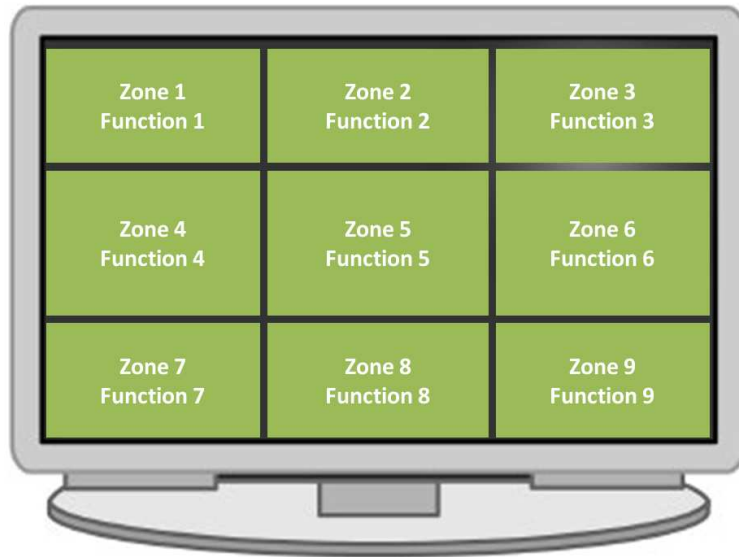 Zone 1
Function 1
Zone 2
Function 2
Zone 3
Function 3
Zone 4
Function 4
Zone 5
Function 5
Zone 6
Function 6
Zone 7
Function 7
Zone 8
Function 8
Zone 9
Function 9